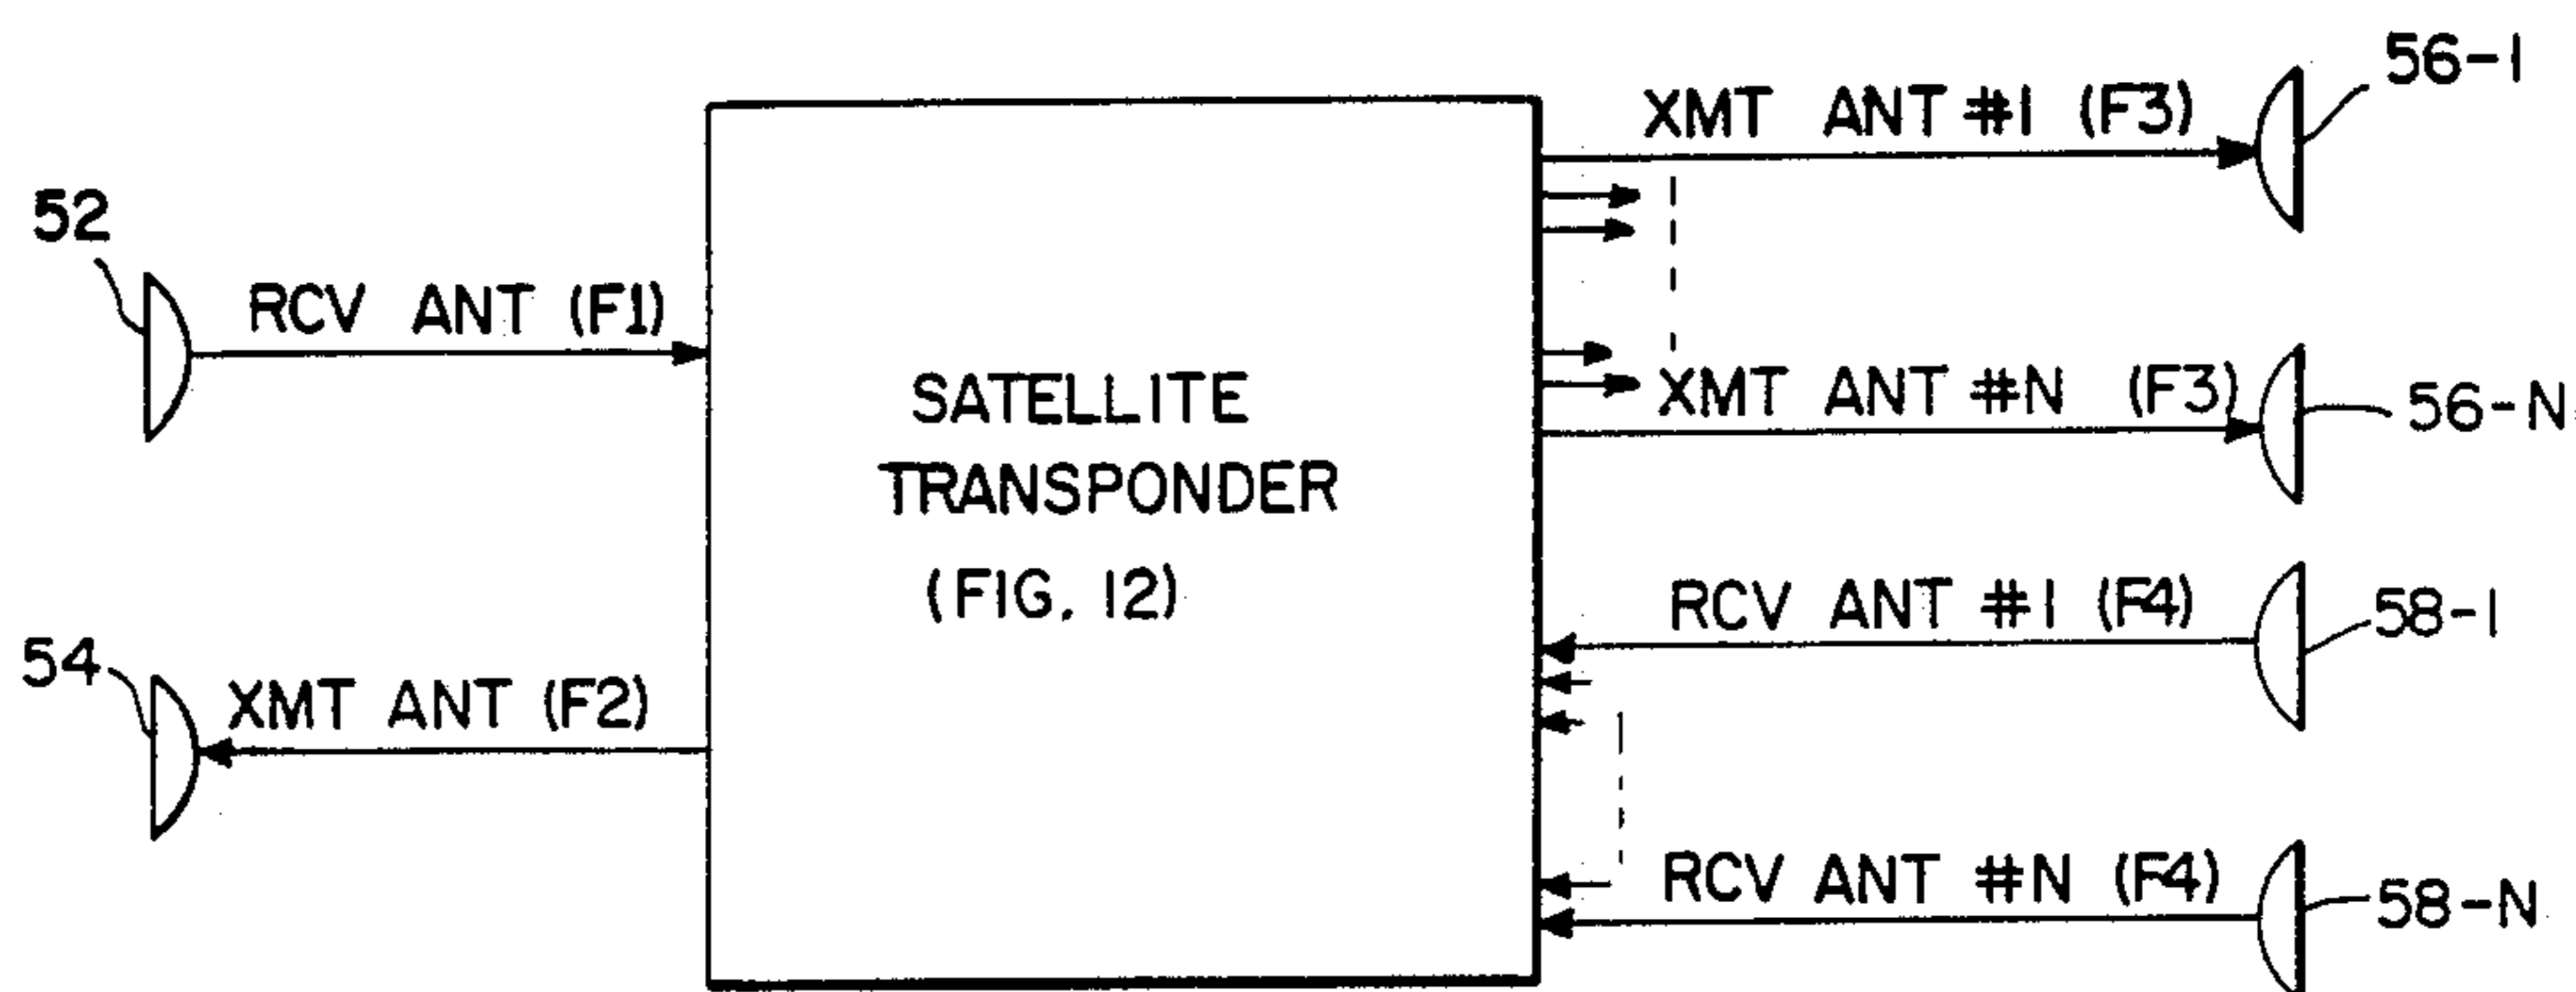 52
RCV ANT (F1)
54
XMT ANT (F2)
SATELLITE
TRANSPONDER
(FIG. 12)
XMT ANT #1 (F3)
56-1
XMT ANT #N (F3)
56-N
RCV ANT #1 (F4)
58-1
RCV ANT #N (F4)
58-N